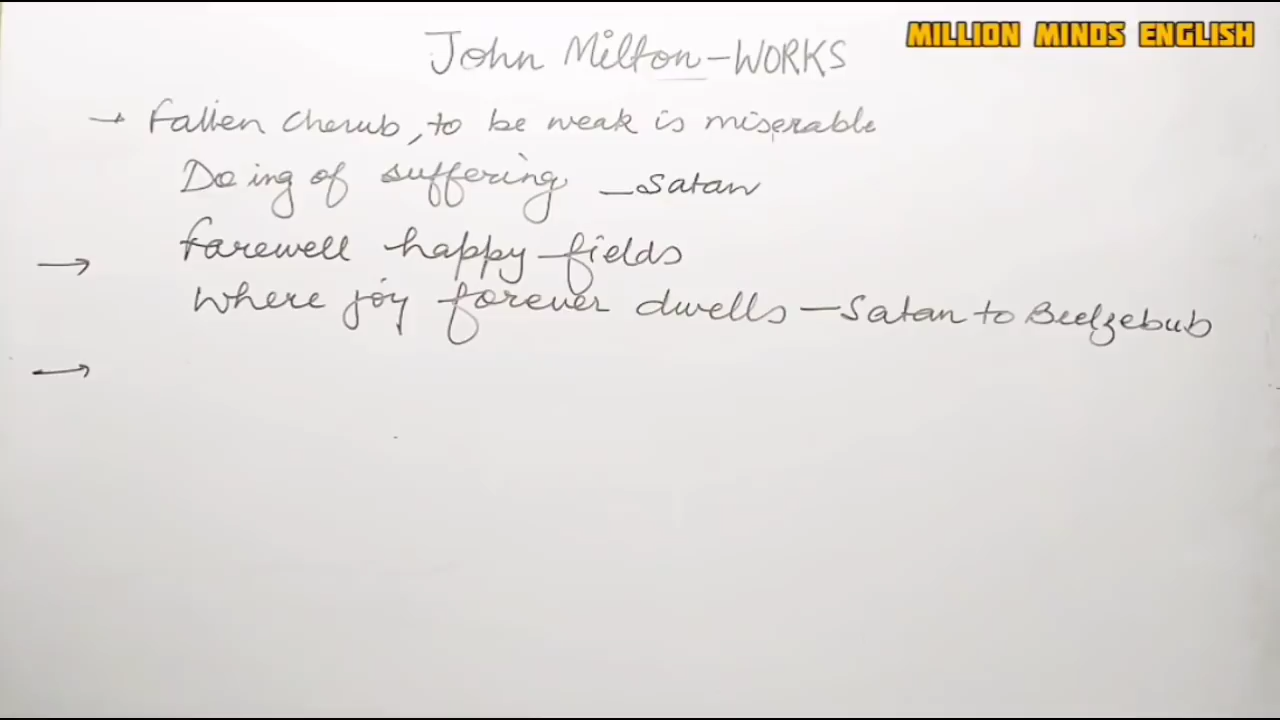 MILLION MINDS ENGLISH
John Milton - WORKS
→ Fallen Cherub, to be weak is miserable
Doing of suffering - Satan
→ Farewell happy fields
Where joy forever dwells - Satan to Beelzebub
→